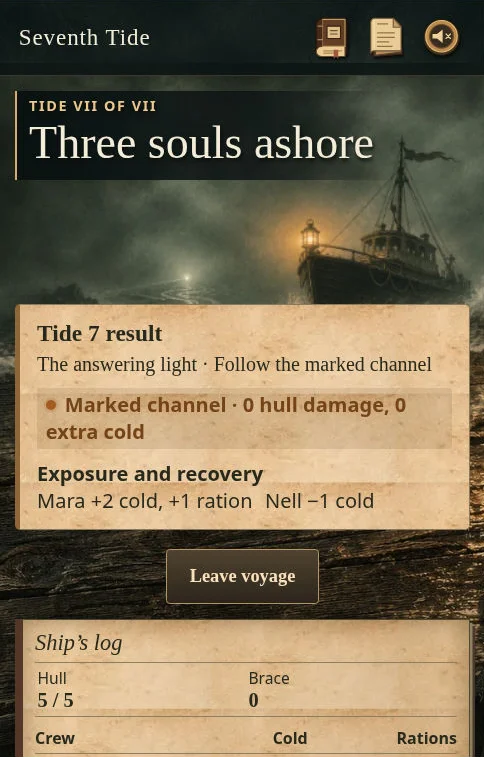 Seventh Tide
TIDE VII OF VII
Three souls ashore
Tide 7 result
The answering light · Follow the marked channel
Marked channel · 0 hull damage, 0
extra cold
Exposure and recovery
Mara +2 cold, +1 ration Nell −1 cold
Leave voyage
Ship’s log
Hull Brace
5 / 5 0
Crew Cold Rations